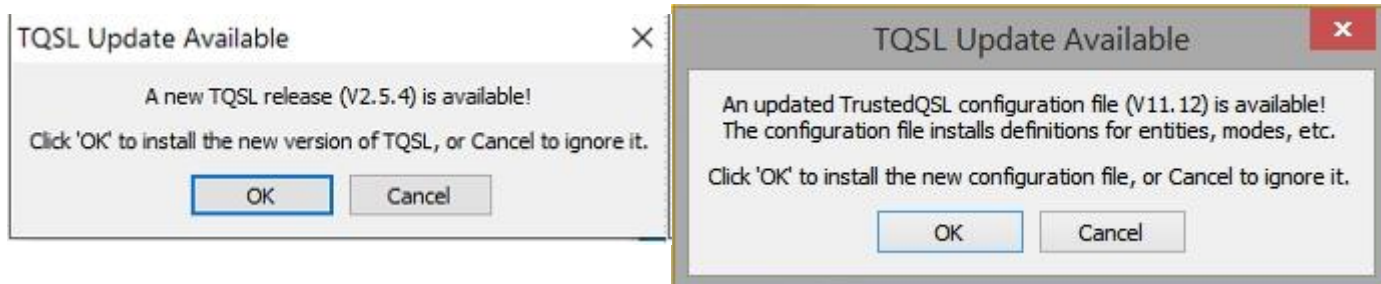 TQSL Update Available
A new TQSL release (V2.5.4) is available!
Click 'OK' to install the new version of TQSL, or Cancel to ignore it.
OK
Cancel
TQSL Update Available
An updated TrustedQSL configuration file (V11.12) is available!
The configuration file installs definitions for entities, modes, etc.
Click 'OK' to install the new configuration file, or Cancel to ignore it.
OK
Cancel